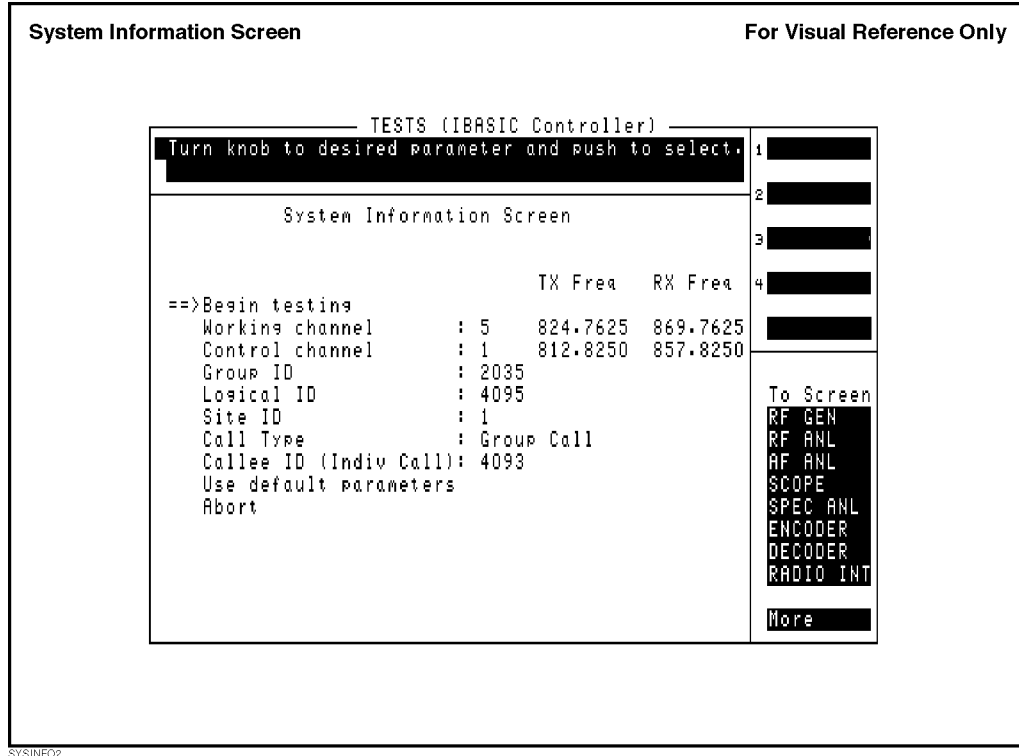 System Information Screen For Visual Reference Only
TESTS (IBASIC Controller)
Turn knob to desired parameter and push to select.
System Information Screen
TX Freq RX Freq
==>Begin testing
Working channel : 5 824.7625 869.7625
Control channel : 1 812.8250 857.8250
Group ID : 2035
Logical ID : 4095
Site ID : 1
Call Type : Group Call
Callee ID (Indiv Call): 4093
Use default parameters
Abort
1
2
3
4
To Screen
RF GEN
RF ANL
AF ANL
SCOPE
SPEC ANL
ENCODER
DECODER
RADIO INT
More
SYSINFO2